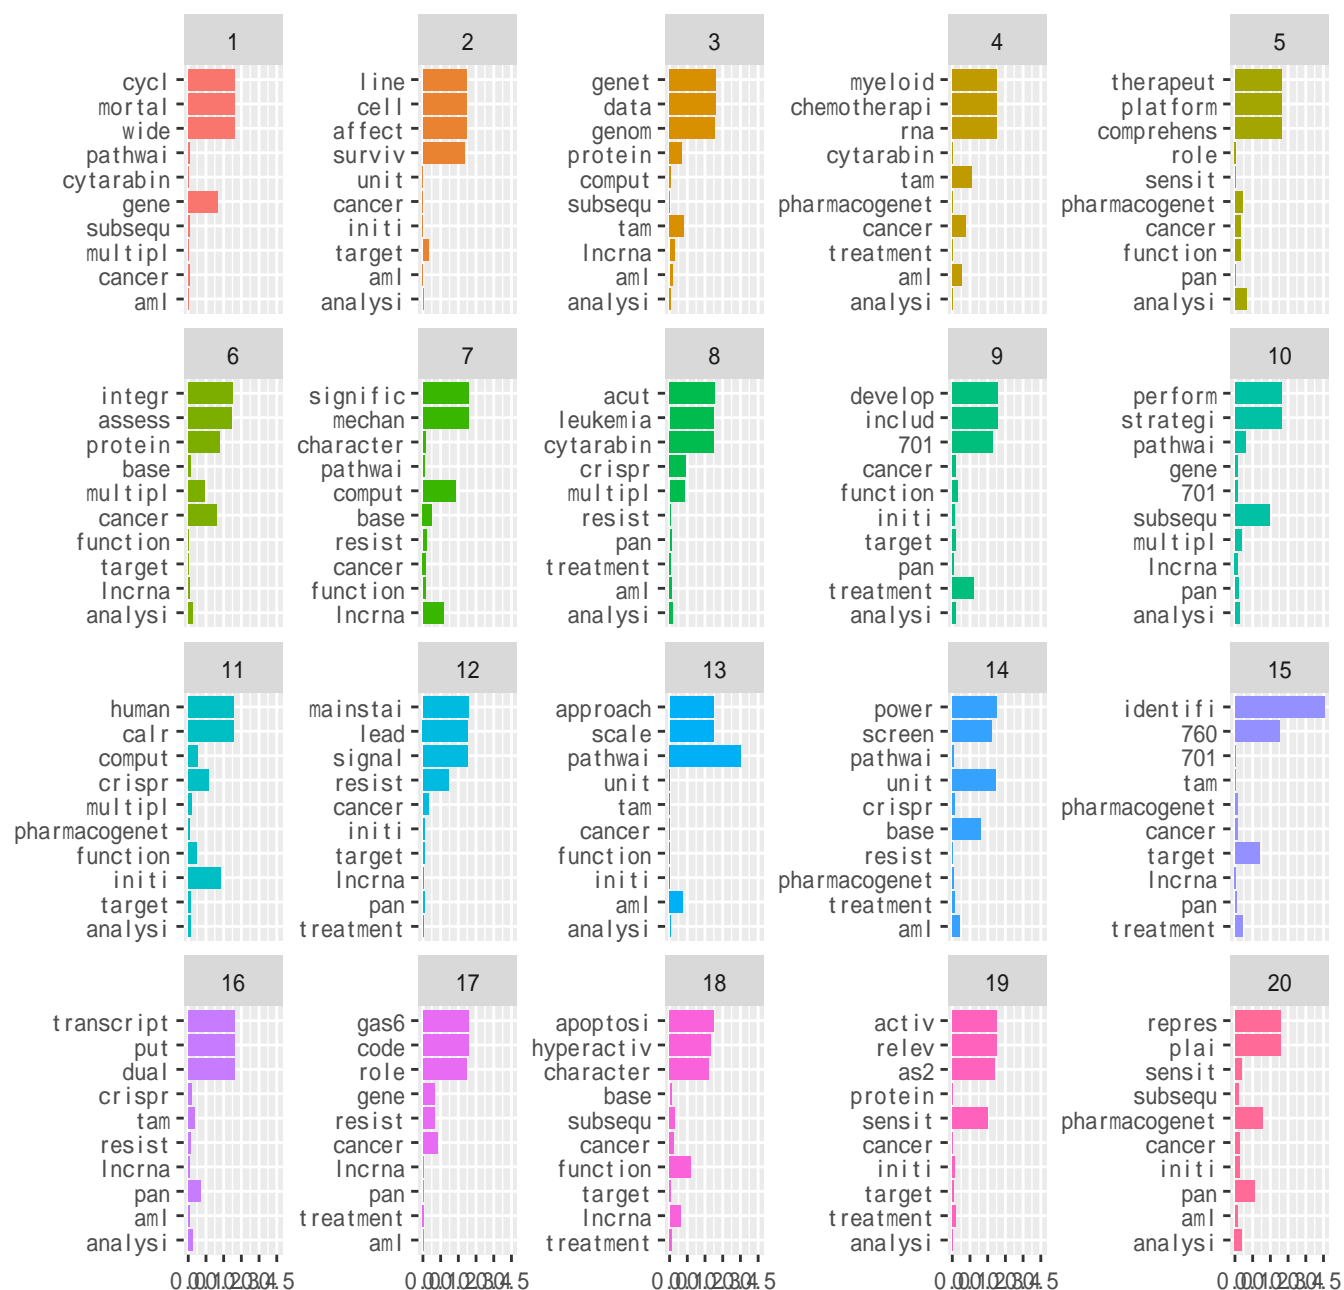 1
cycl
mortal
wide
pathwai
cytarabin
gene
subsequ
multipl
cancer
aml
2
line
cell
affect
surviv
unit
cancer
initi
target
aml
analysi
3
genet
data
genom
protein
comput
subsequ
tam
lncrna
aml
analysi
4
myeloid
chemotherapi
rna
cytarabin
tam
pharmacogenet
cancer
treatment
aml
analysi
5
therapeut
platform
comprehens
role
sensit
pharmacogenet
cancer
function
pan
analysi
6
integr
assess
protein
base
multipl
cancer
function
target
lncrna
analysi
7
signific
mechan
character
pathwai
comput
base
resist
cancer
function
lncrna
8
acut
leukemia
cytarabin
crispr
multipl
resist
pan
treatment
aml
analysi
9
develop
includ
701
cancer
function
initi
target
pan
treatment
analysi
10
perform
strategi
pathwai
gene
701
subsequ
multipl
lncrna
pan
analysi
11
human
calr
comput
crispr
multipl
pharmacogenet
function
initi
target
analysi
12
mainstai
lead
signal
resist
cancer
initi
target
lncrna
pan
treatment
13
approach
scale
pathwai
unit
tam
cancer
function
initi
aml
analysi
14
power
screen
pathwai
unit
crispr
base
resist
pharmacogenet
treatment
aml
15
identifi
760
701
tam
pharmacogenet
cancer
target
lncrna
pan
treatment
16
transcript
put
dual
crispr
tam
resist
lncrna
pan
aml
analysi
17
gas6
code
role
gene
resist
cancer
lncrna
pan
treatment
aml
18
apoptosi
hyperactiv
character
base
subsequ
cancer
function
target
lncrna
treatment
19
activ
relev
as2
protein
sensit
cancer
initi
target
treatment
analysi
20
repres
plai
sensit
subsequ
pharmacogenet
cancer
initi
pan
aml
analysi